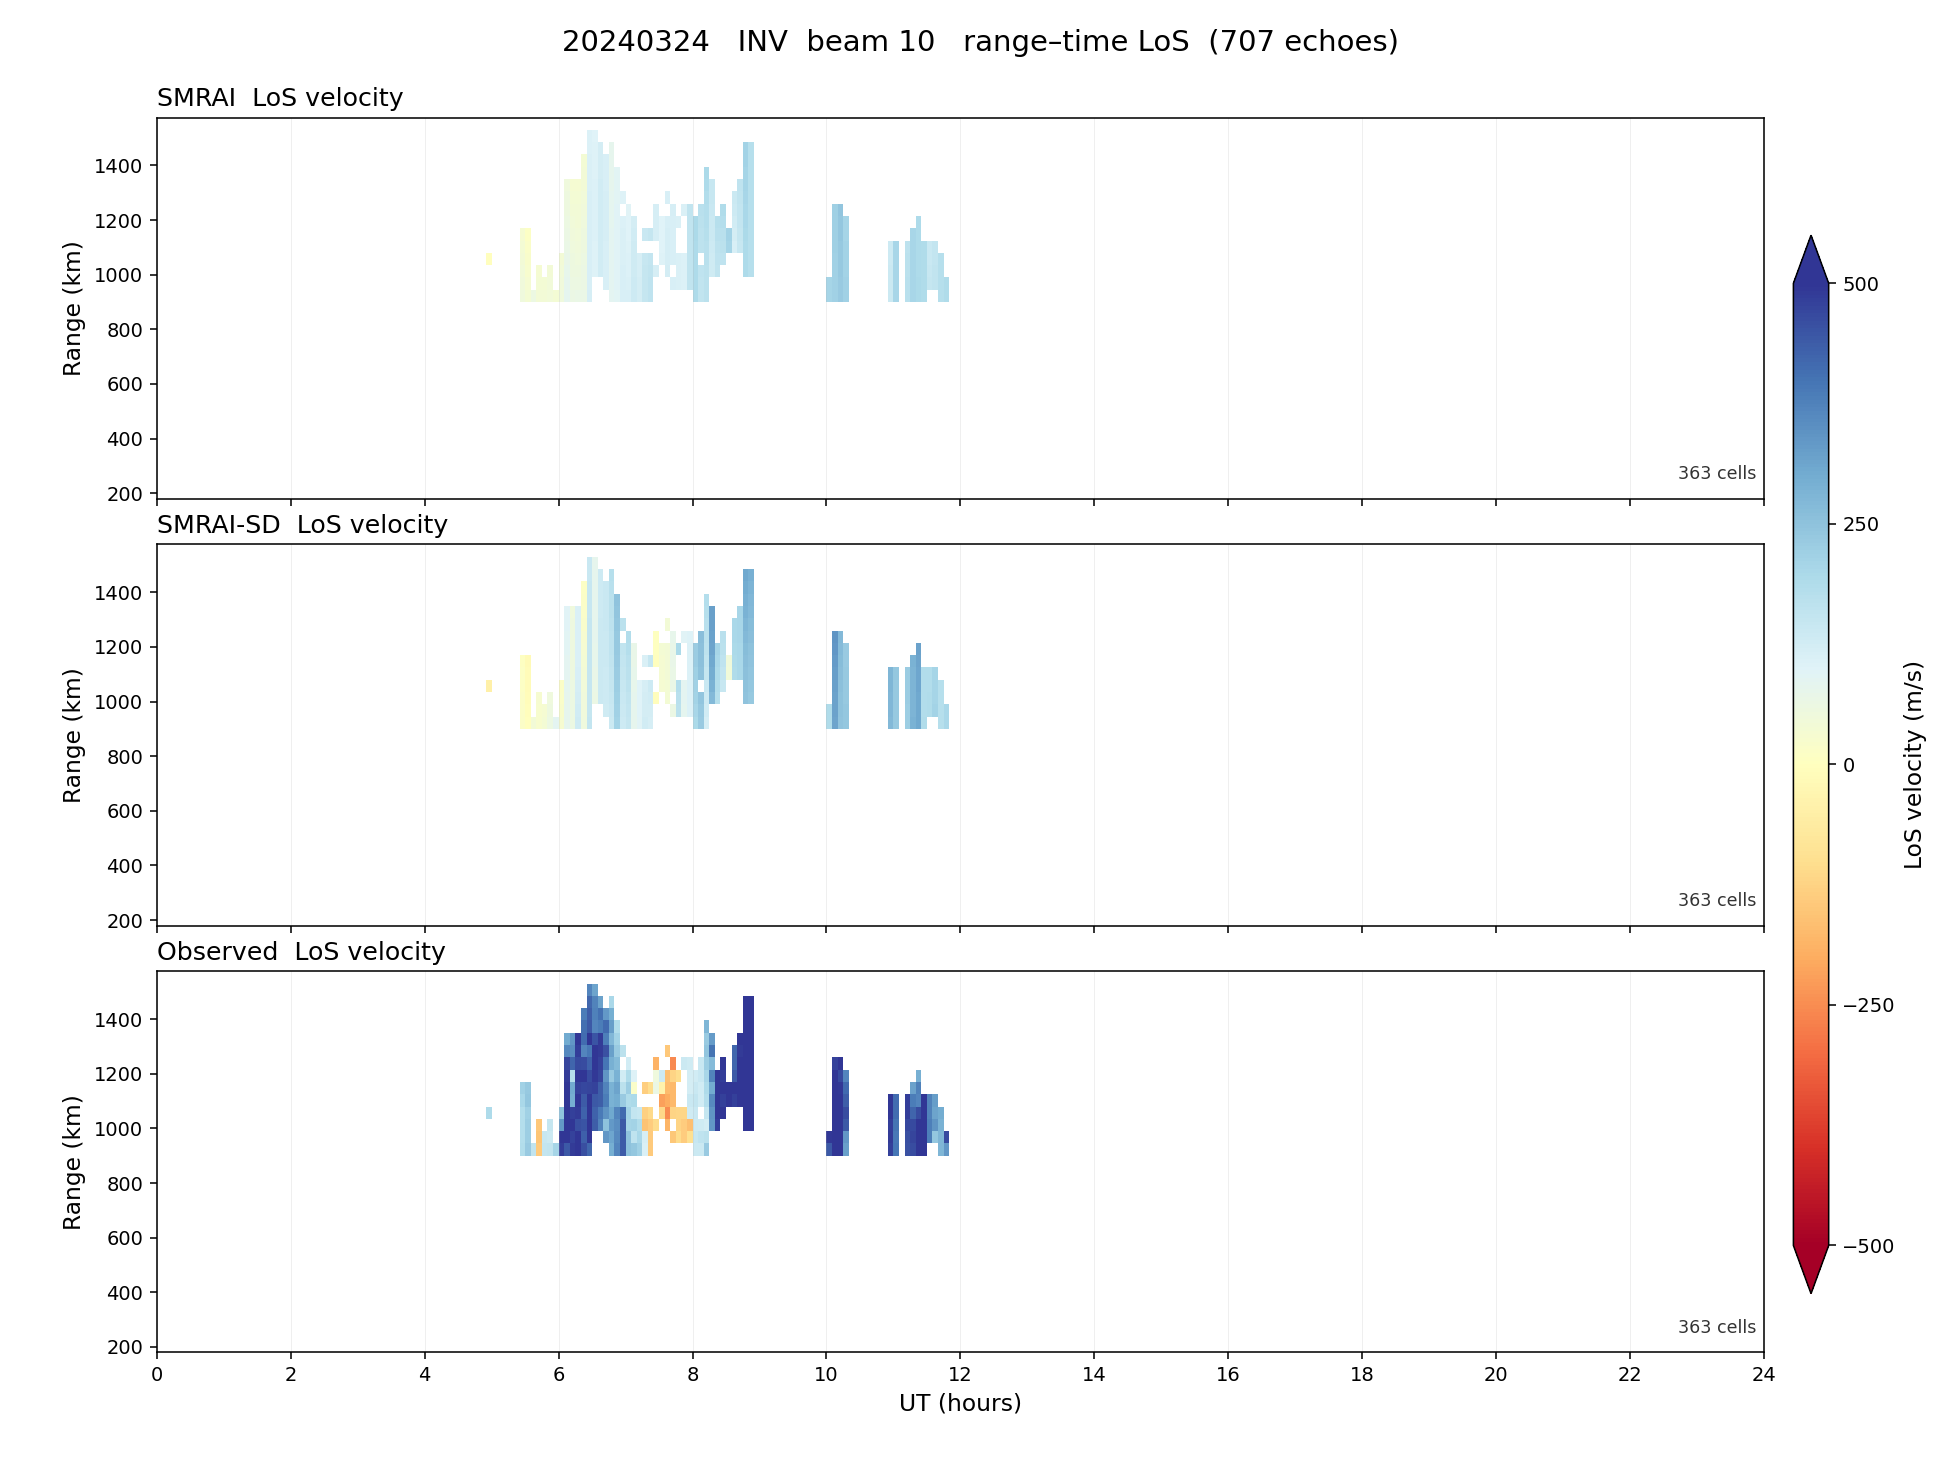 20240324   INV  beam 10   range–time LoS  (707 echoes)
SMRAI  LoS velocity
1400
1200
1000
800
600
400
200
Range (km)
363 cells
SMRAI-SD  LoS velocity
1400
1200
1000
800
600
400
200
Range (km)
363 cells
Observed  LoS velocity
1400
1200
1000
800
600
400
200
Range (km)
363 cells
0 2 4 6 8 10 12 14 16 18 20 22 24
UT (hours)
500
250
0
−250
−500
LoS velocity (m/s)